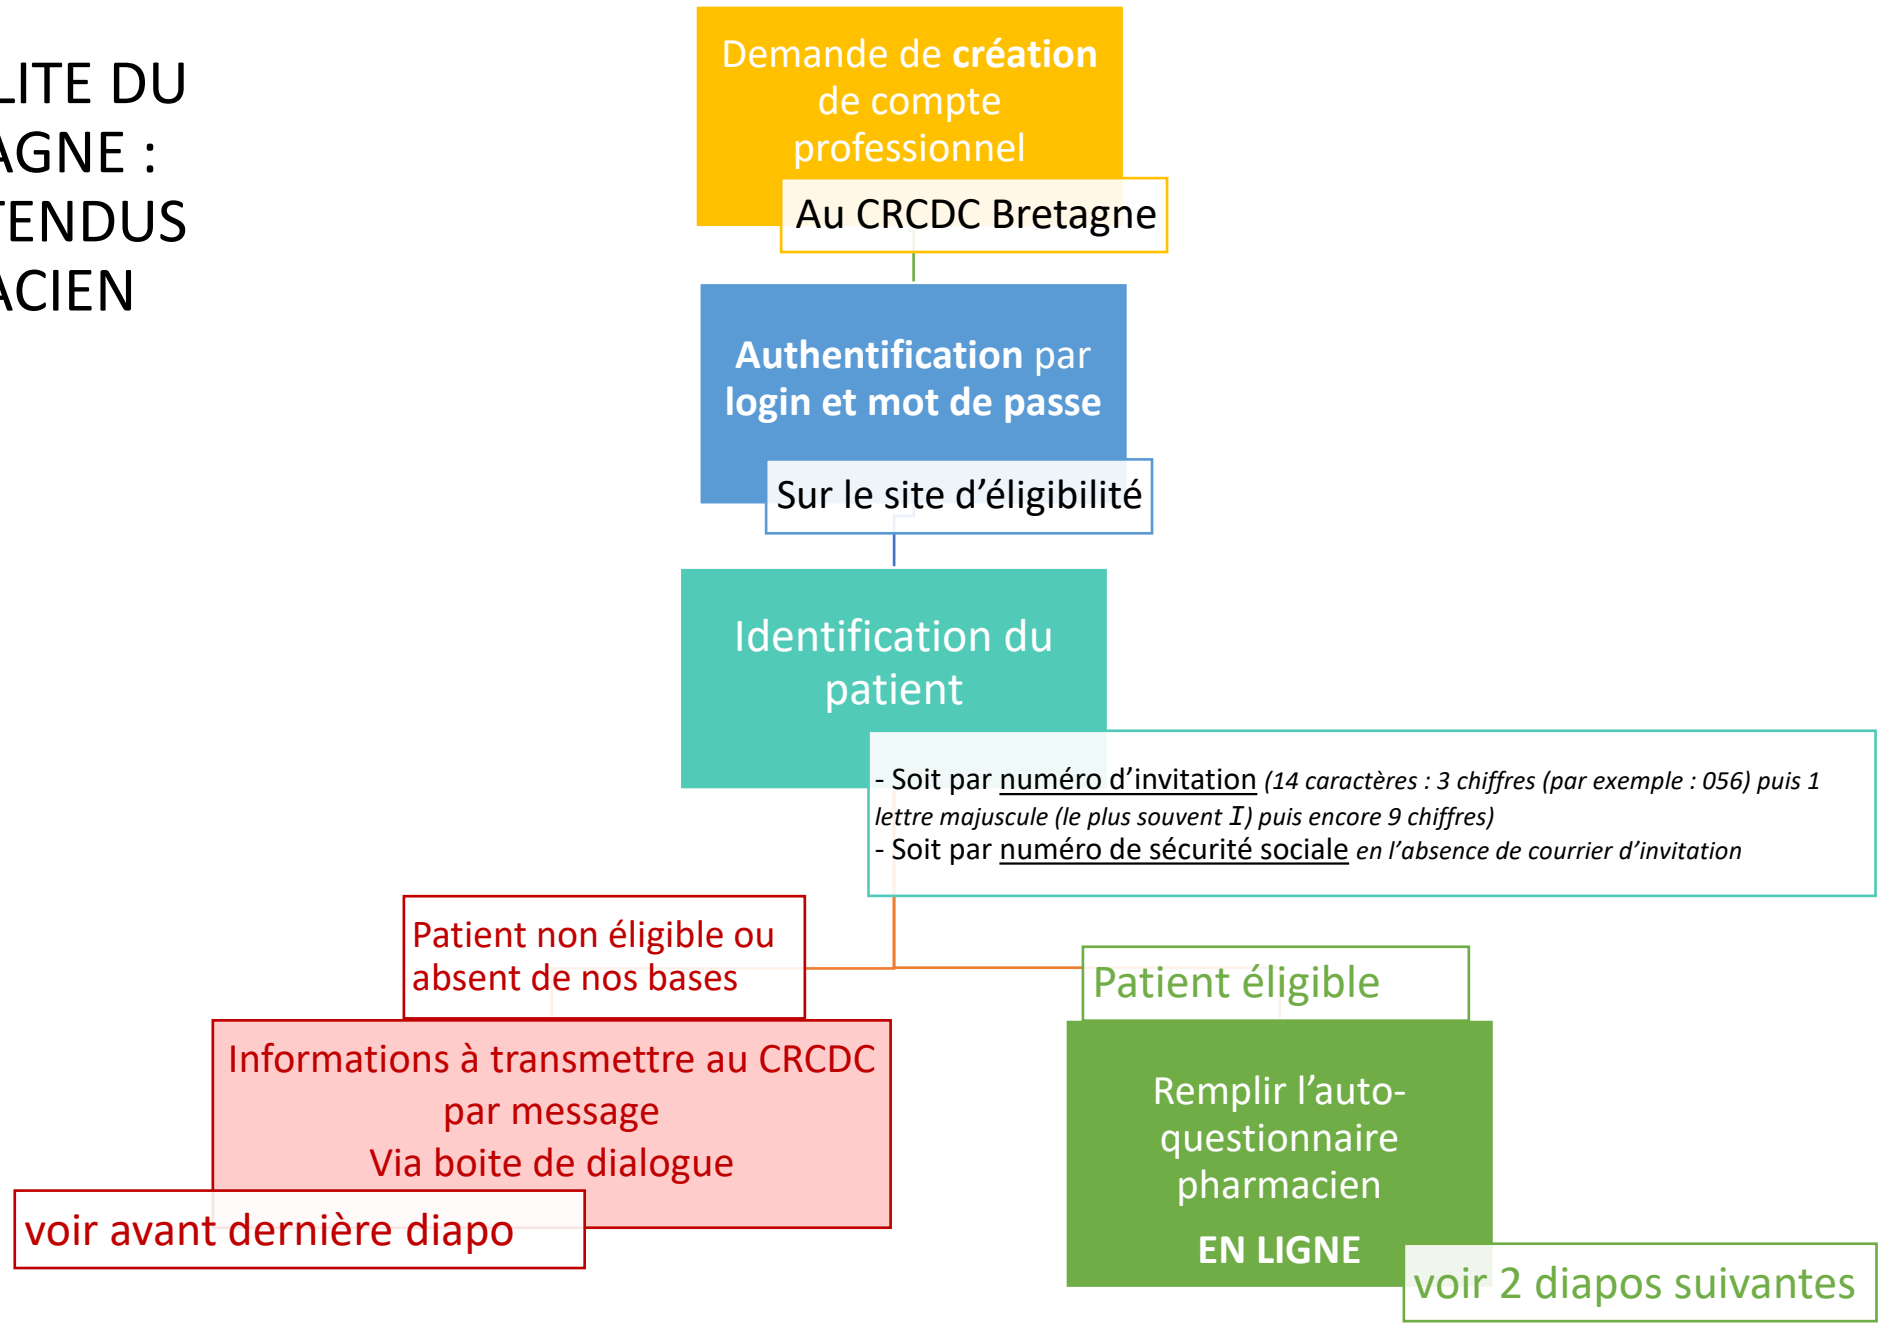 LITE DU
AGNE :
TENDUS
ACIEN
Demande de création
de compte
professionnel
Au CRCDC Bretagne
Authentification par
login et mot de passe
Sur le site d’éligibilité
Identification du
patient
- Soit par numéro d’invitation (14 caractères : 3 chiffres (par exemple : 056) puis 1
lettre majuscule (le plus souvent I) puis encore 9 chiffres)
- Soit par numéro de sécurité sociale en l’absence de courrier d’invitation
Patient non éligible ou
absent de nos bases
Informations à transmettre au CRCDC
par message
Via boite de dialogue
voir avant dernière diapo
Patient éligible
Remplir l’auto-
questionnaire
pharmacien
EN LIGNE
voir 2 diapos suivantes